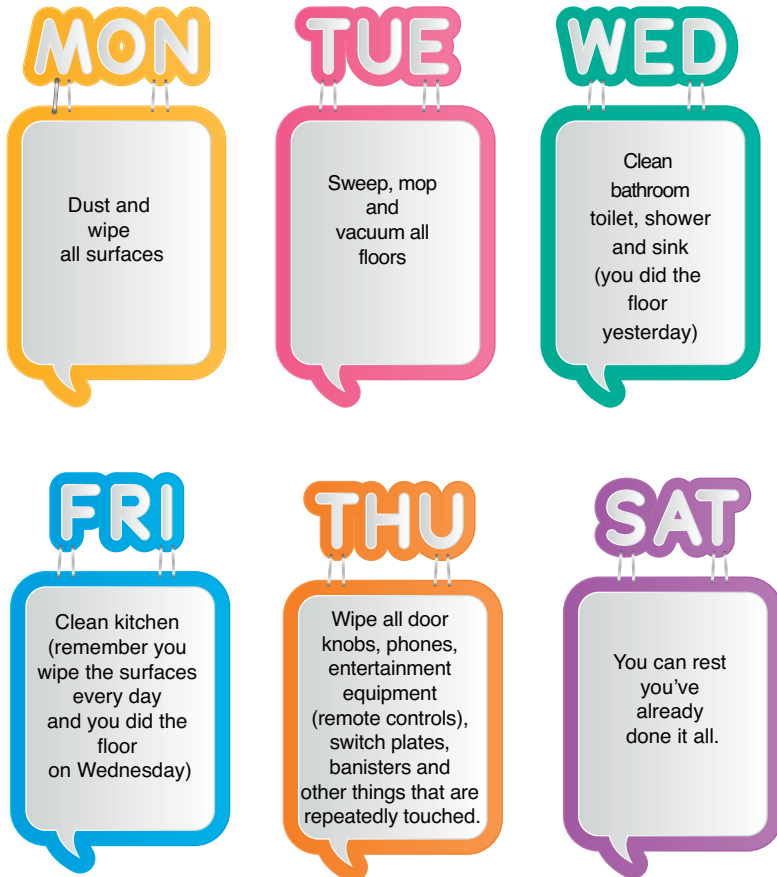 MON
Dust and
wipe
all surfaces
TUE
Sweep, mop
and
vacuum all
floors
WED
Clean
bathroom
toilet, shower
and sink
(you did the
floor
yesterday)
FRI
Clean kitchen
(remember you
wipe the surfaces
every day
and you did the
floor
on Wednesday)
THU
Wipe all door
knobs, phones,
entertainment
equipment
(remote controls),
switch plates,
banisters and
other things that are
repeatedly touched.
SAT
You can rest
you’ve
already
done it all.